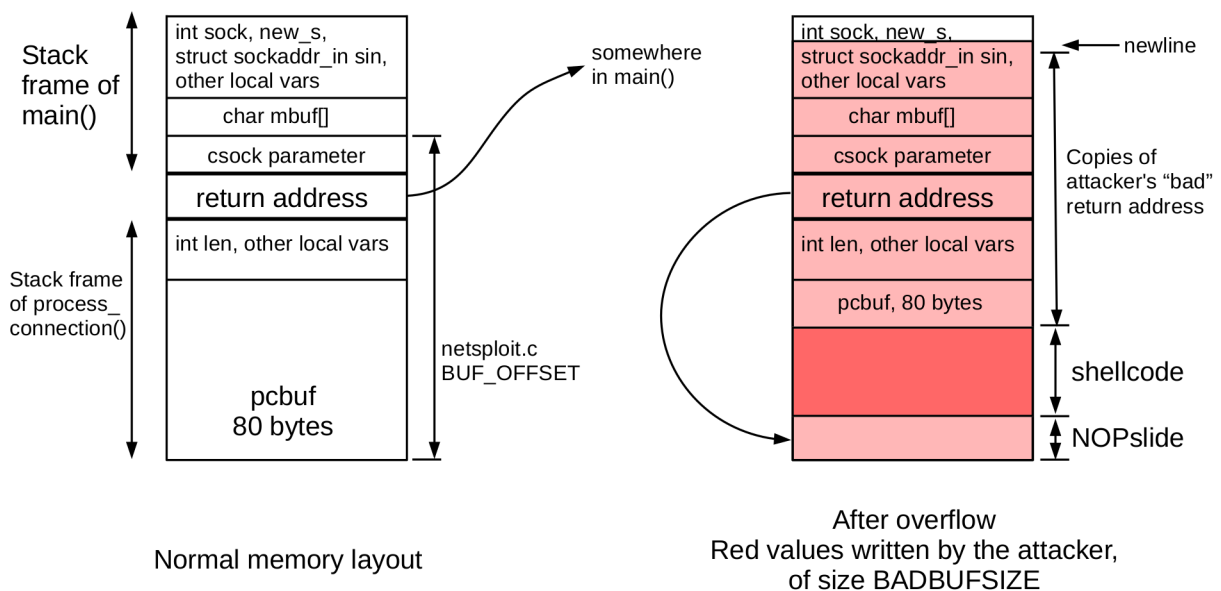 Stack
frame of
main()
int sock, new_s,
struct sockaddr_in sin,
other local vars
char mbuf[]
csock parameter
return address
int len, other local vars
pcbuf
80 bytes
Stack frame
of process_
connection()
somewhere
in main()
netsploit.c
BUF_OFFSET
Normal memory layout
int sock, new_s,
struct sockaddr_in sin,
other local vars
char mbuf[]
csock parameter
return address
int len, other local vars
pcbuf, 80 bytes
newline
Copies of
attacker's “bad”
return address
shellcode
NOPslide
After overflow
Red values written by the attacker,
of size BADBUFSIZE